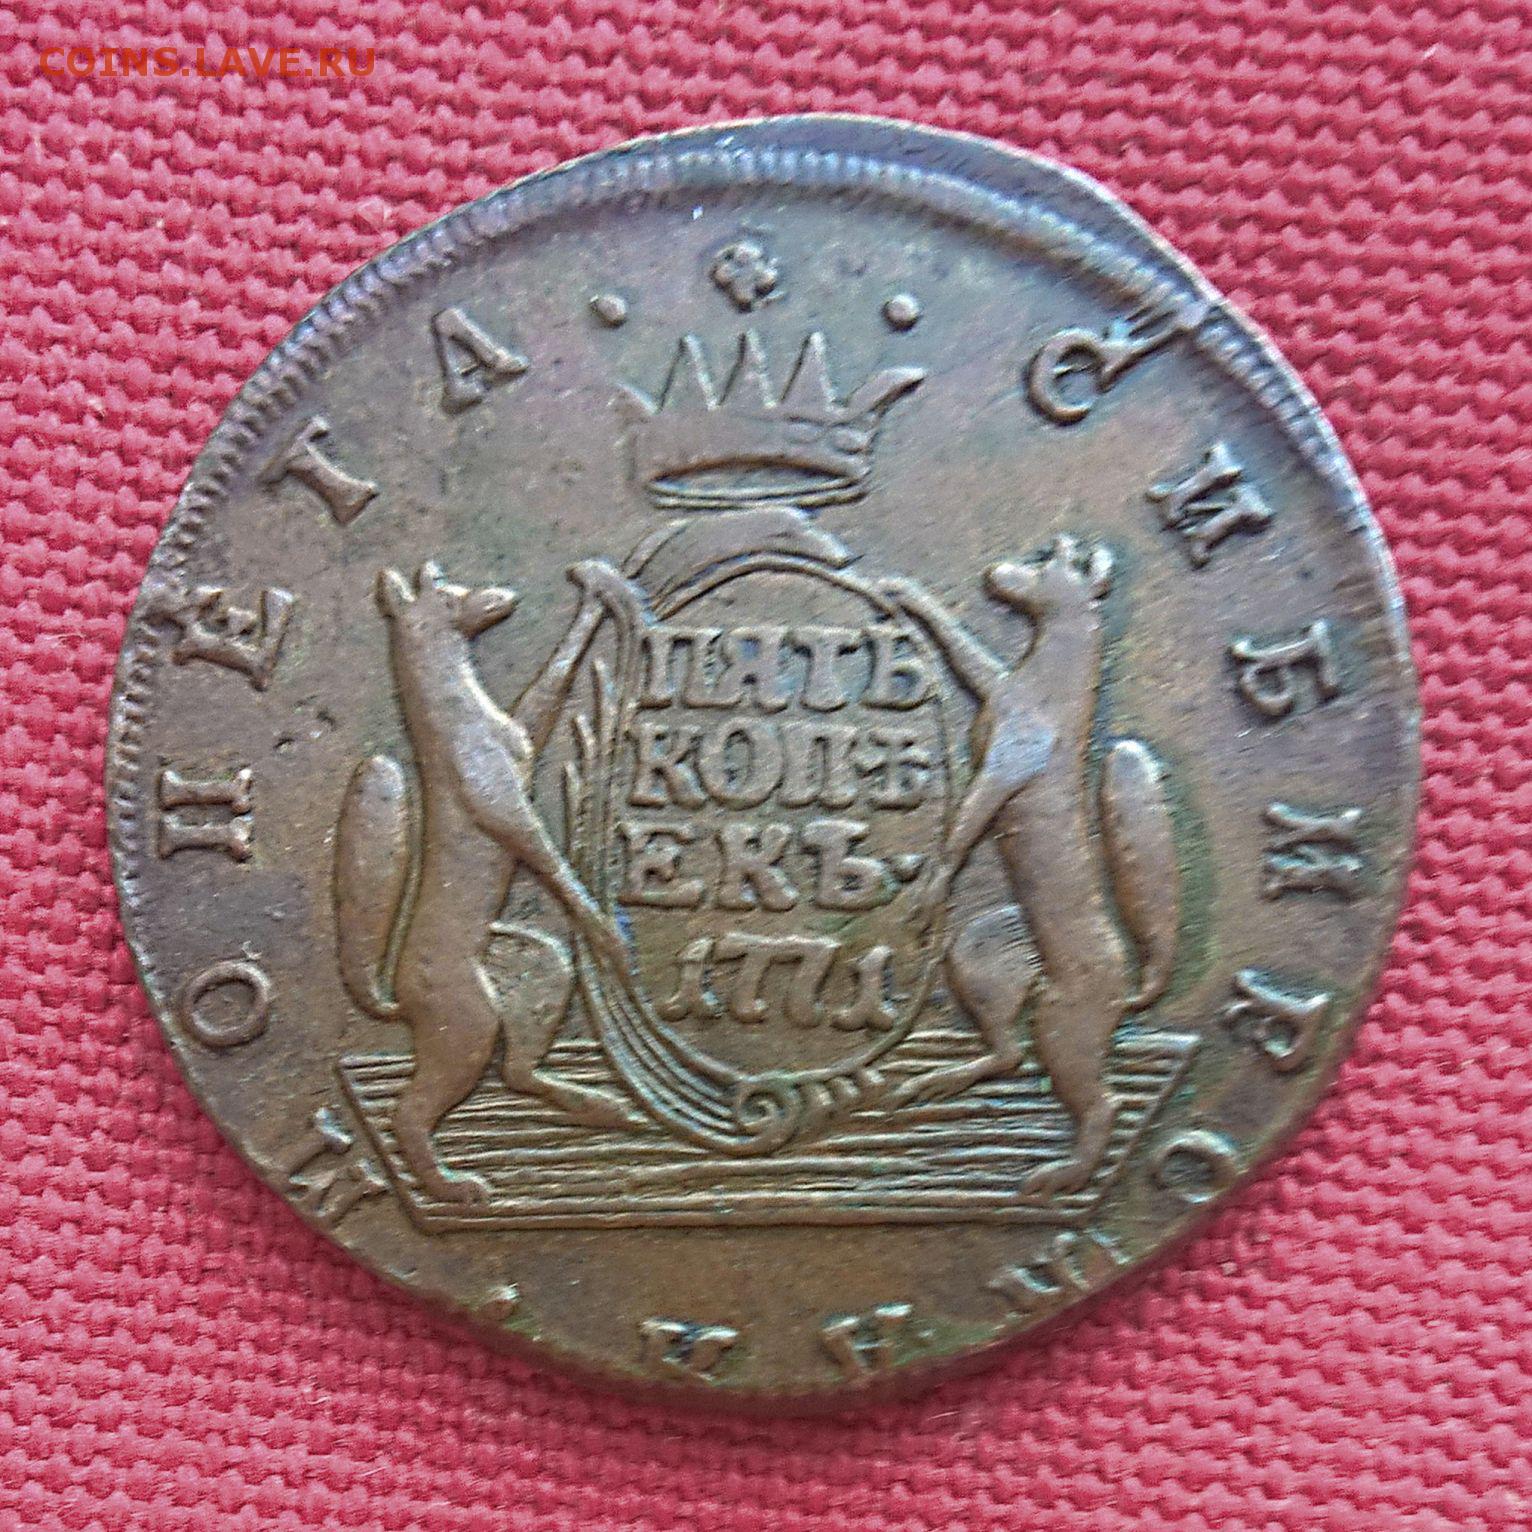 COINS.LAVE.RU
МОНЕТА СИБИРСКАЯ
ПЯТЬ
КОПѢ
ЕКЪ.
1771